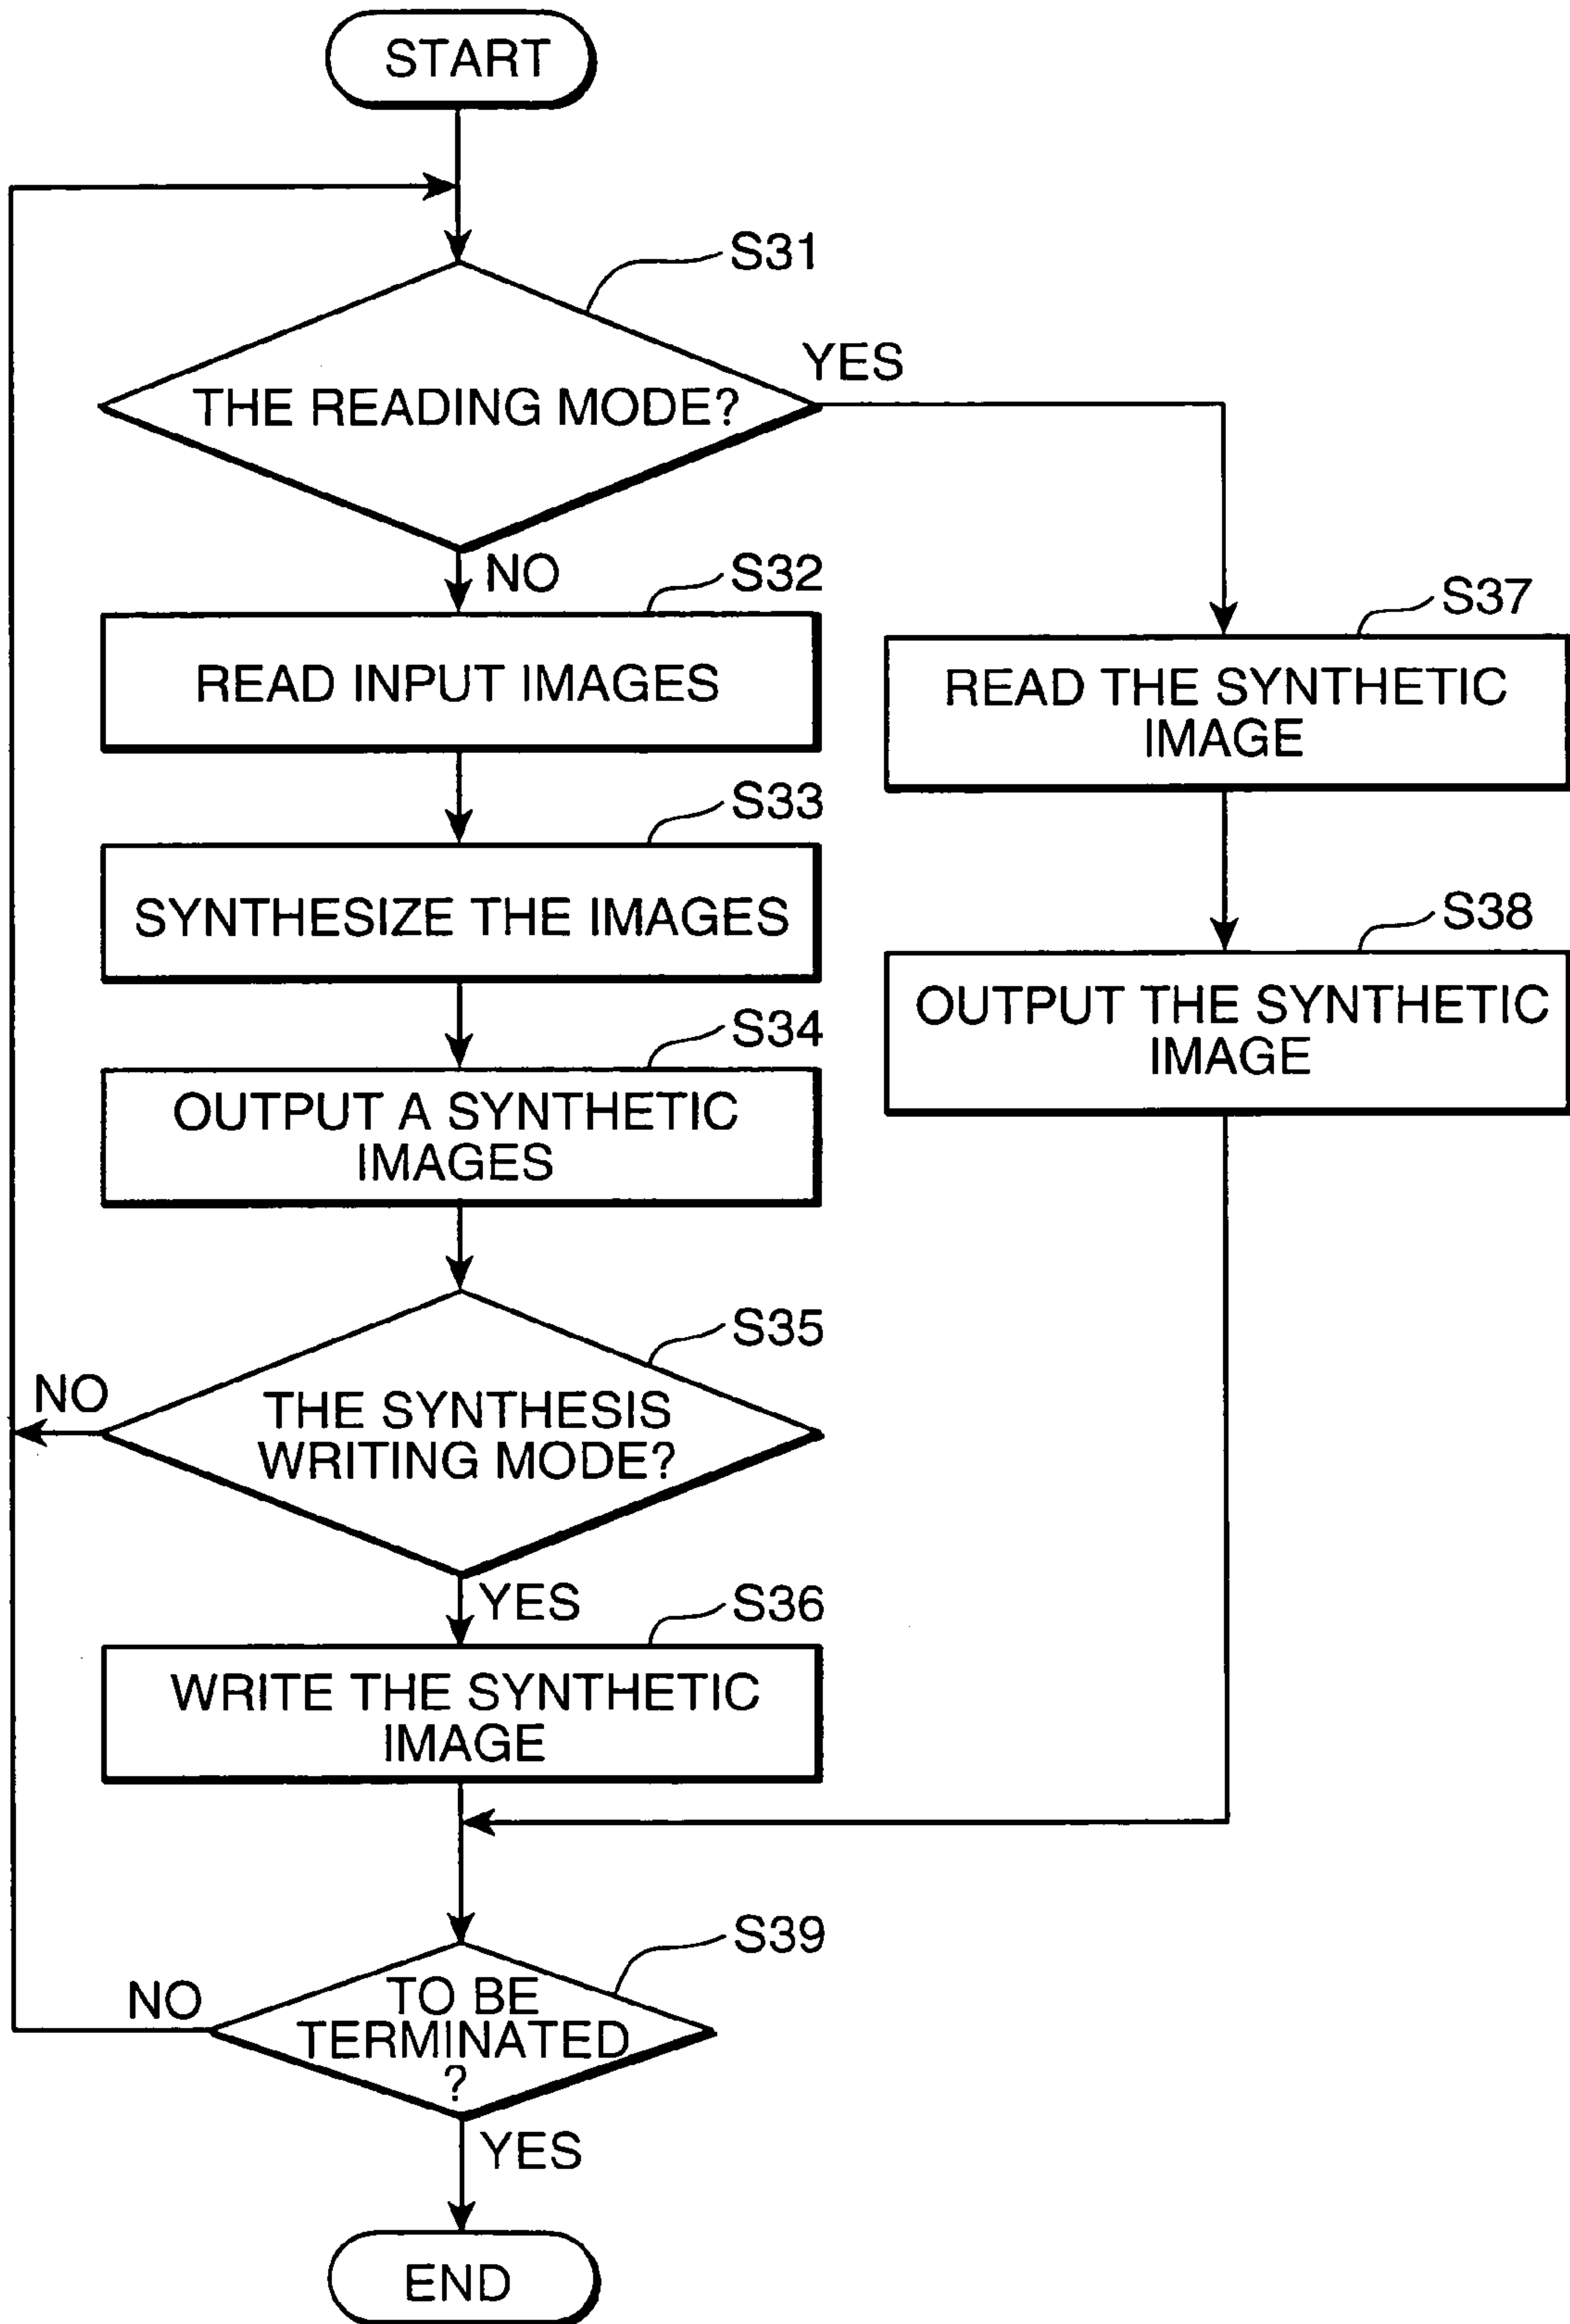 START
S31
YES
THE READING MODE?
NO
S32
READ INPUT IMAGES
S37
READ THE SYNTHETIC
IMAGE
S33
SYNTHESIZE THE IMAGES
S38
OUTPUT THE SYNTHETIC
IMAGE
S34
OUTPUT A SYNTHETIC
IMAGES
S35
NO
THE SYNTHESIS
WRITING MODE?
YES
S36
WRITE THE SYNTHETIC
IMAGE
S39
NO
TO BE
TERMINATED
?
YES
END